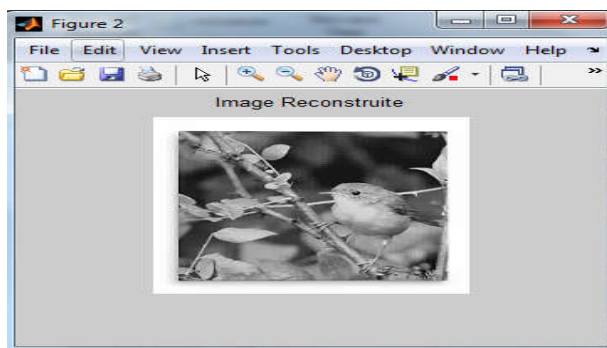 Figure 2
File Edit View Insert Tools Desktop Window Help
Image Reconstruite